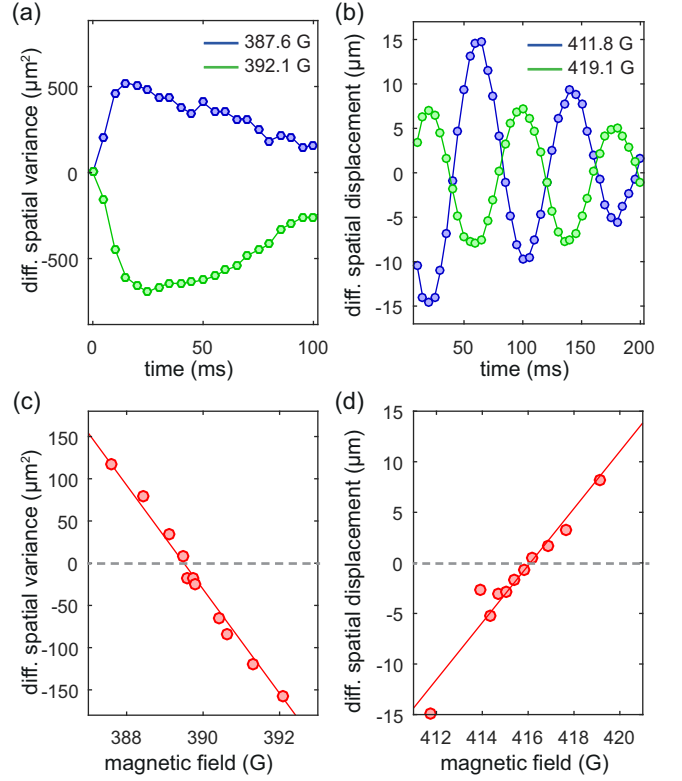 (a)
387.6 G
392.1 G
500
0
-500
0
50
100
diff. spatial variance (μm²)
time (ms)
(b)
411.8 G
419.1 G
15
10
5
0
-5
-10
-15
50
100
150
200
diff. spatial displacement (μm)
time (ms)
(c)
150
100
50
0
-50
-100
-150
388
390
392
diff. spatial variance (μm²)
magnetic field (G)
(d)
15
10
5
0
-5
-10
-15
412
414
416
418
420
diff. spatial displacement (μm)
magnetic field (G)